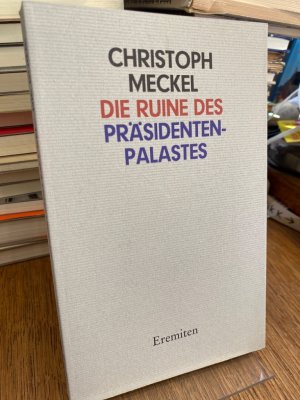 CHRISTOPH
MECKEL
DIE RUINE DES
PRÄSIDENTEN-
PALASTES
Eremiten